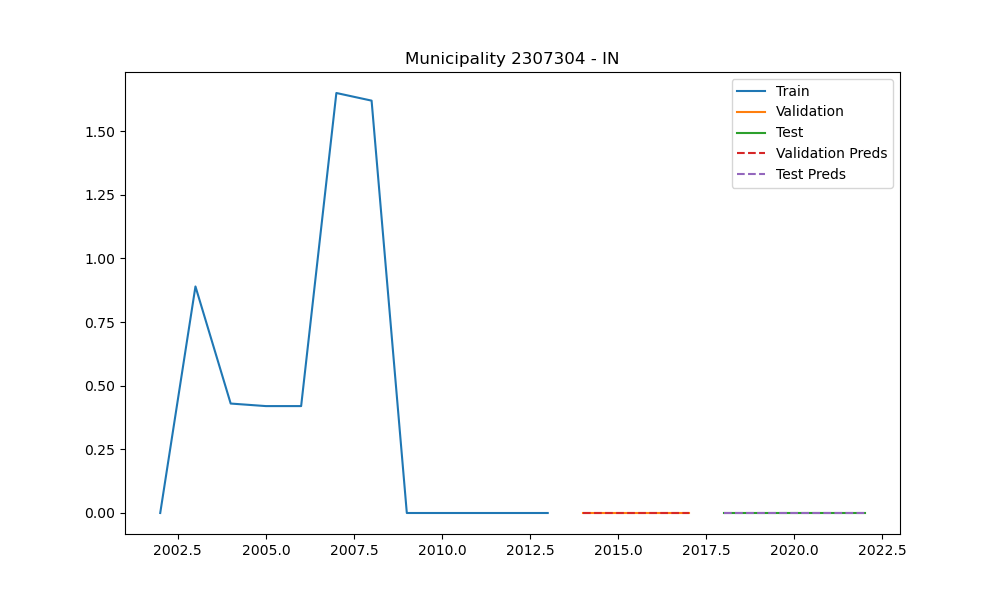 Municipality 2307304 - IN
Train
Validation
Test
Validation Preds
Test Preds
1.50
1.25
1.00
0.75
0.50
0.25
0.00
2002.5 2005.0 2007.5 2010.0 2012.5 2015.0 2017.5 2020.0 2022.5